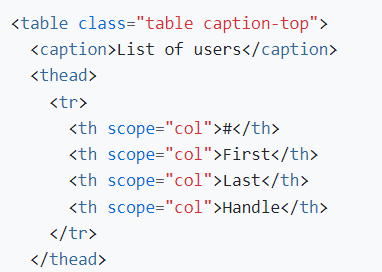 <table class="table caption-top">
  <caption>List of users</caption>
  <thead>
    <tr>
      <th scope="col">#</th>
      <th scope="col">First</th>
      <th scope="col">Last</th>
      <th scope="col">Handle</th>
    </tr>
  </thead>